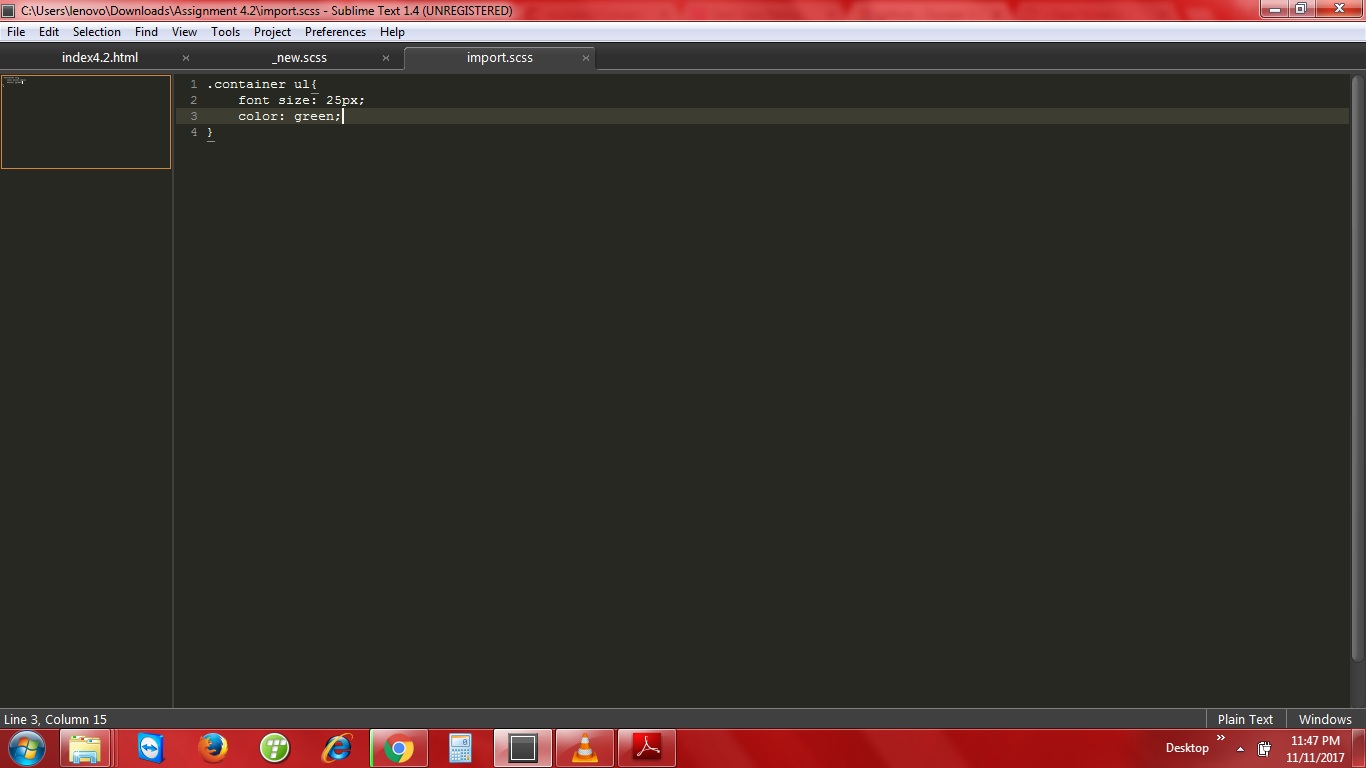 C:\Users\lenovo\Downloads\Assignment 4.2\import.scss - Sublime Text 1.4 (UNREGISTERED)
File Edit Selection Find View Tools Project Preferences Help
index4.2.html × _new.scss × import.scss ×
1 .container ul{
2 font size: 25px;
3 color: green;
4 }
Line 3, Column 15 Plain Text Windows
Desktop » 11:47 PM
11/11/2017